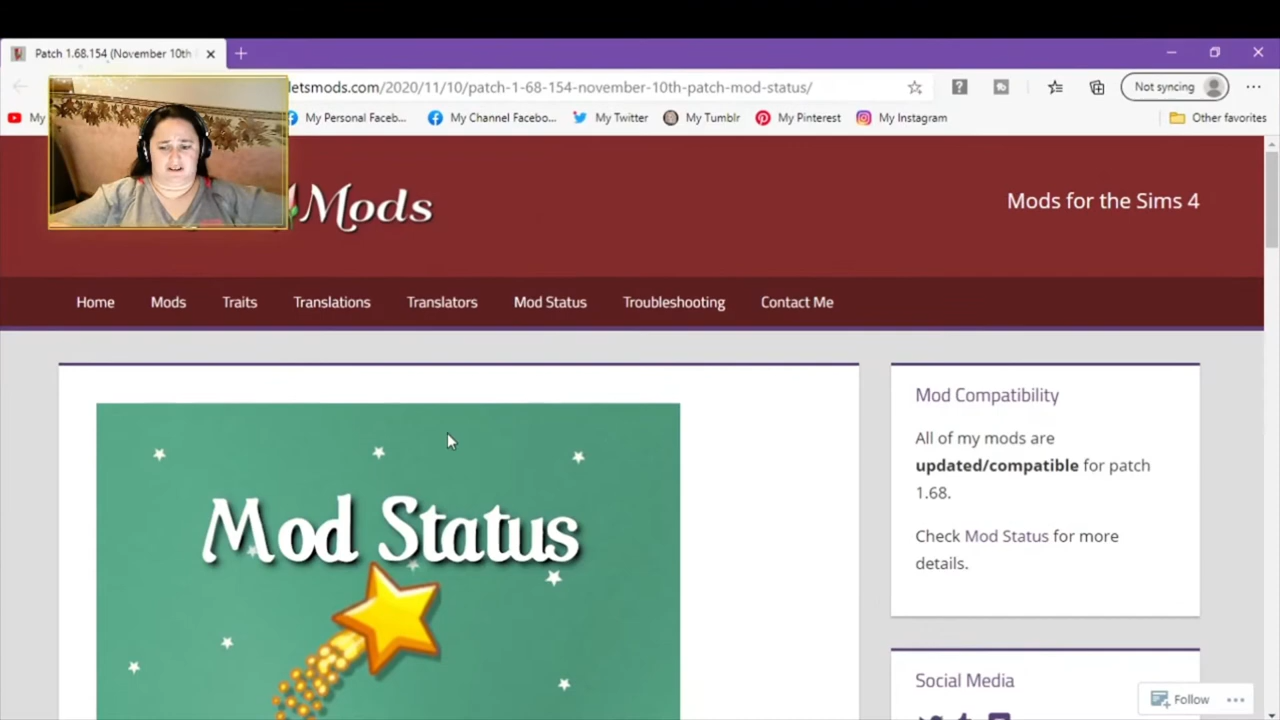 Patch 1.68.154 (November 10th
letsmods.com/2020/11/10/patch-1-68-154-november-10th-patch-mod-status/
Not syncing
My
My Personal Faceb...
My Channel Facebo...
My Twitter
My Tumblr
My Pinterest
My Instagram
Other favorites
Mods
Mods for the Sims 4
Home
Mods
Traits
Translations
Translators
Mod Status
Troubleshooting
Contact Me
Mod Status
Mod Compatibility
All of my mods are
updated/compatible for patch
1.68.
Check Mod Status for more
details.
Social Media
Follow